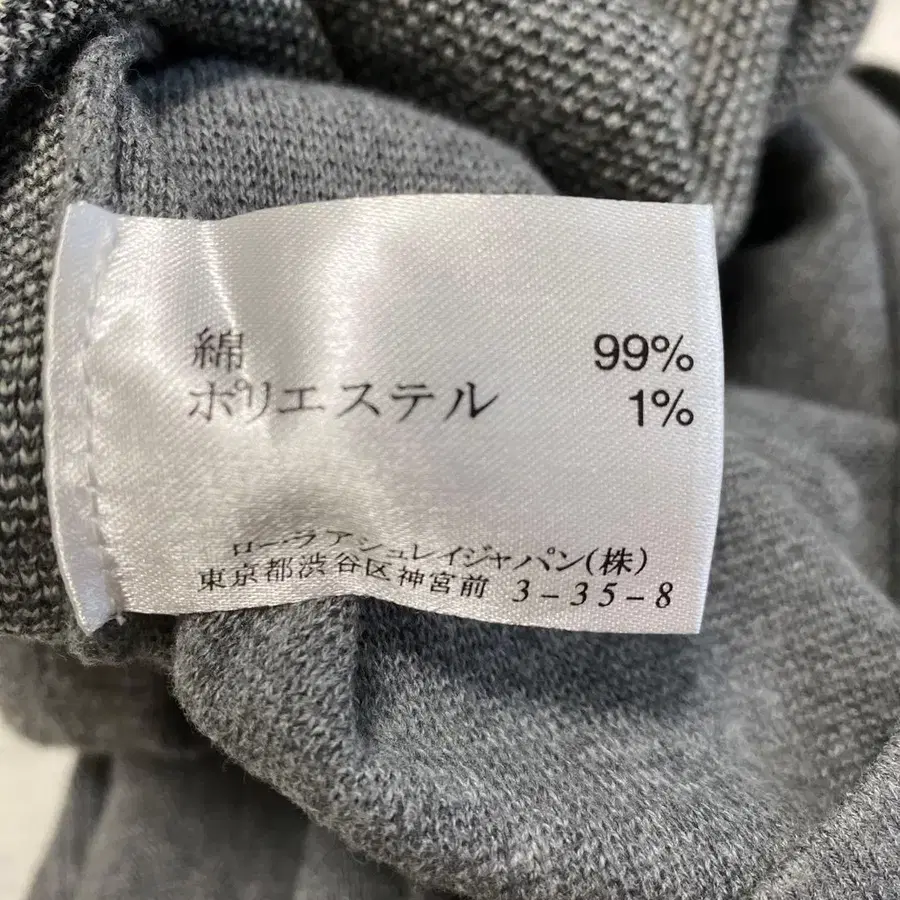 綿 99%
ポリエステル 1%
ローラアシュレイジャパン(株)
東京都渋谷区神宮前 3-35-8